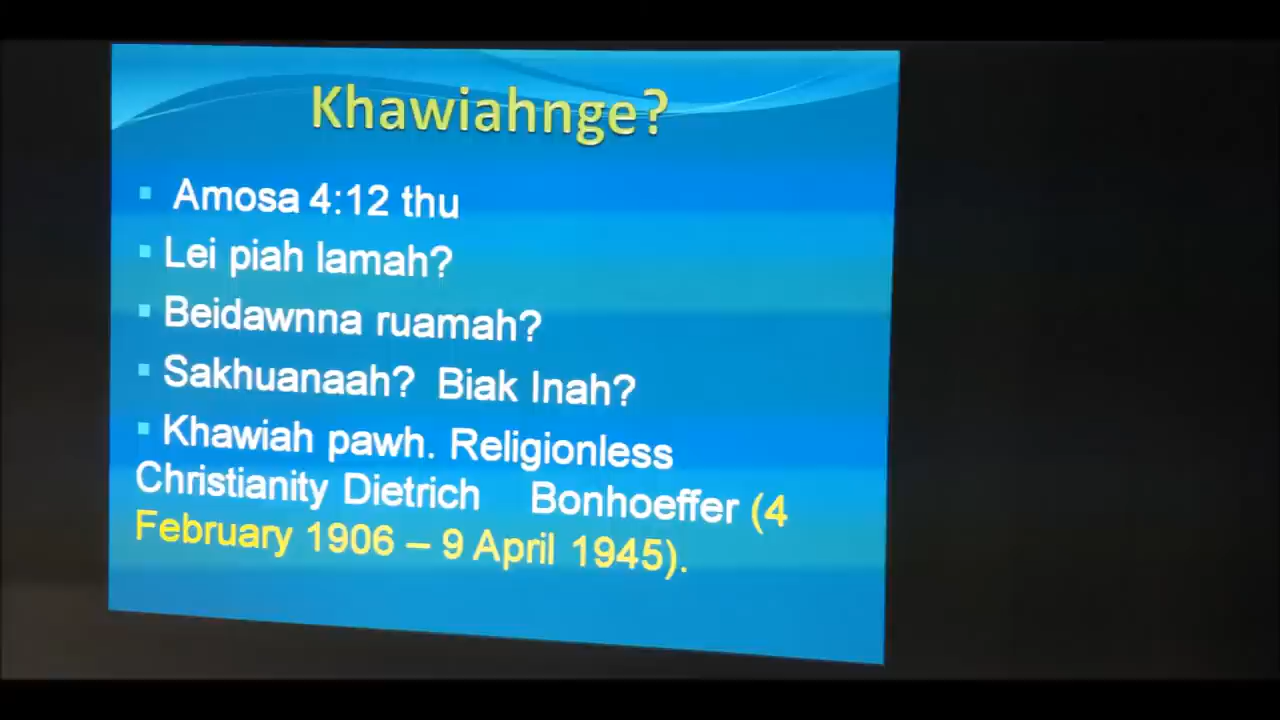 Khawiahnge?
Amosa 4:12 thu
Lei piah lamah?
Beidawnna ruamah?
Sakhuanaah? Biak Inah?
Khawiah pawh. Religionless
Christianity Dietrich Bonhoeffer (4
February 1906 – 9 April 1945).